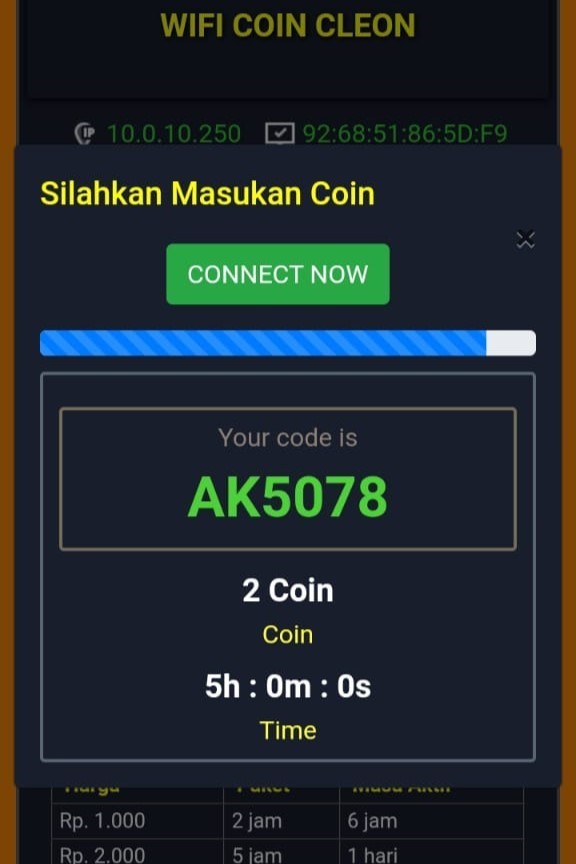 WIFI COIN CLEON
10.0.10.250 92:68:51:86:5D:F9
Silahkan Masukan Coin
CONNECT NOW
Your code is
AK5078
2 Coin
Coin
5h : 0m : 0s
Time
Harga Paket Masa Aktif
Rp. 1.000 2 jam 6 jam
Rp. 2.000 5 jam 1 hari